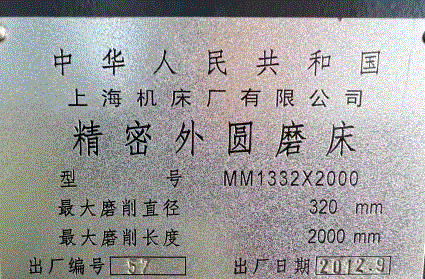 中华人民共和国
上海机床厂有限公司
精密外圆磨床
型 号 MM1332X2000
最大磨削直径 320 mm
最大磨削长度 2000 mm
出厂编号 57 出厂日期 2012.9